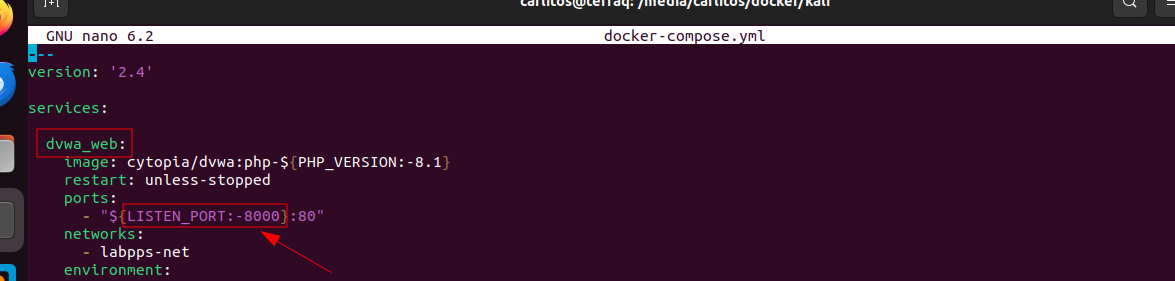 carlitos@terraq: /media/carlitos/docker/kali
GNU nano 6.2 docker-compose.yml
---
version: '2.4'
services:
dvwa_web:
image: cytopia/dvwa:php-${PHP_VERSION:-8.1}
restart: unless-stopped
ports:
- "${LISTEN_PORT:-8000}:80"
networks:
- labpps-net
environment: